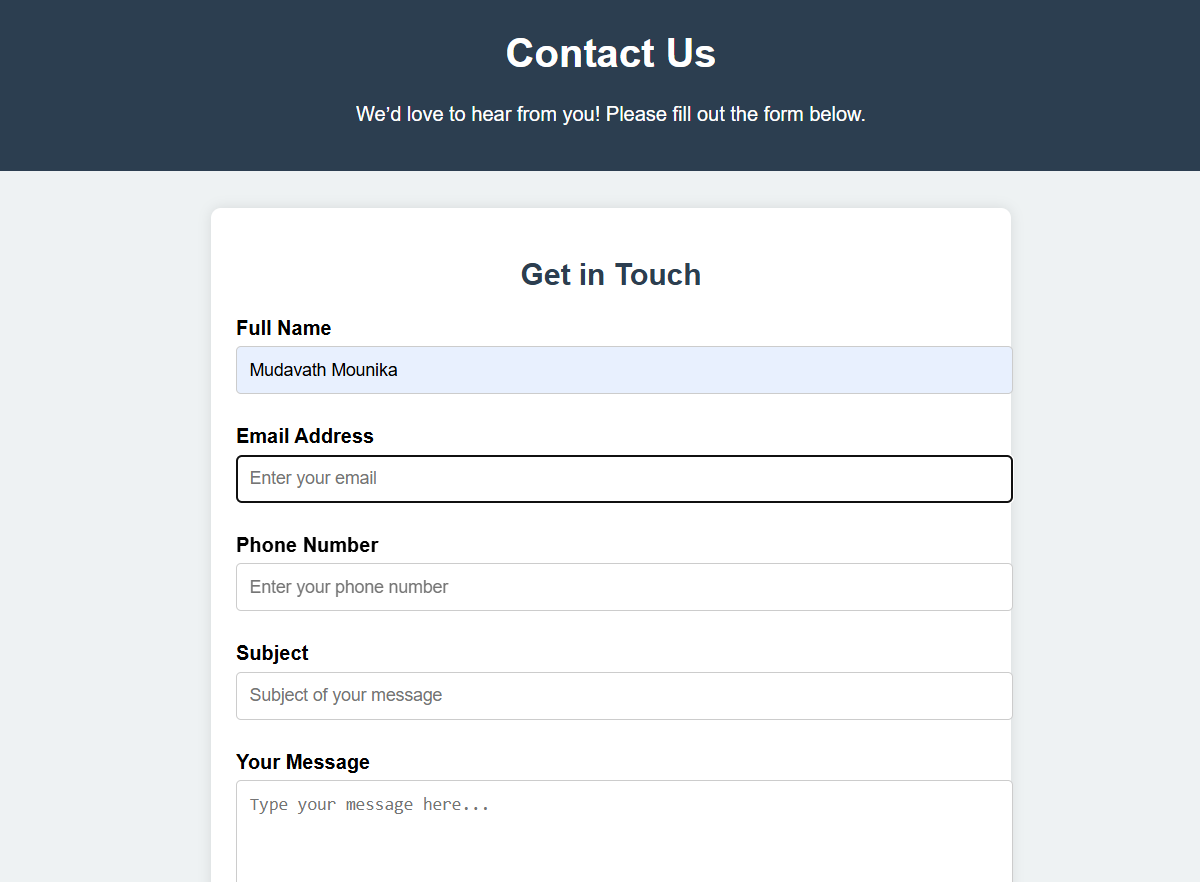 Contact Us
We’d love to hear from you! Please fill out the form below.
Get in Touch
Full Name
Mudavath Mounika
Email Address
Enter your email
Phone Number
Enter your phone number
Subject
Subject of your message
Your Message
Type your message here...